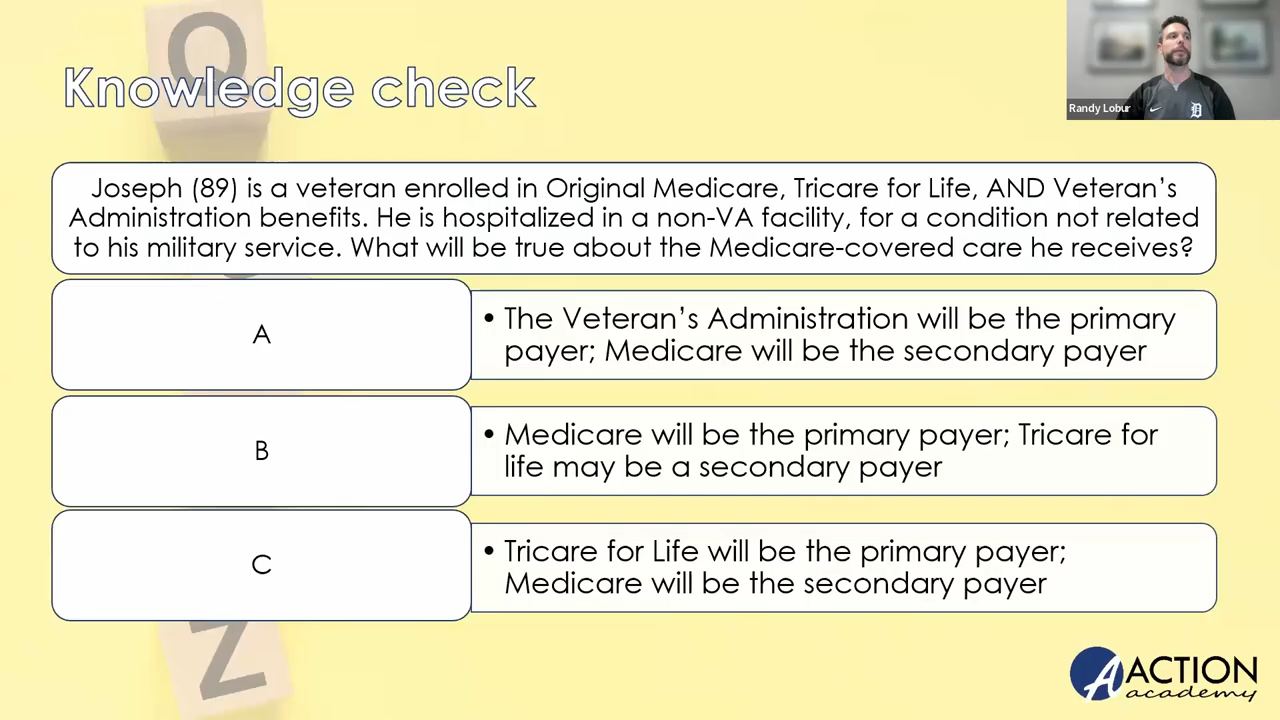 Q
Knowledge check
Randy Lobur
D
Joseph (89) is a veteran enrolled in Original Medicare, Tricare for Life, AND Veteran's
Administration benefits. He is hospitalized in a non-VA facility, for a condition not related
to his military service. What will be true about the Medicare-covered care he receives?
A
• The Veteran's Administration will be the primary
payer; Medicare will be the secondary payer
B
• Medicare will be the primary payer; Tricare for
life may be a secondary payer
C
• Tricare for Life will be the primary payer;
Medicare will be the secondary payer
Z
A ACTION
academy